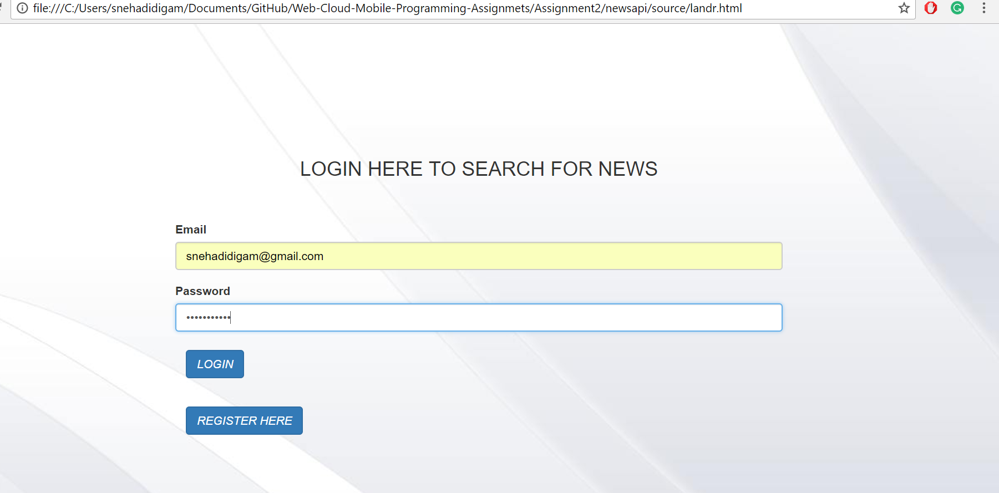 file:///C:/Users/snehadidigam/Documents/GitHub/Web-Cloud-Mobile-Programming-Assignmets/Assignment2/newsapi/source/landr.html
LOGIN HERE TO SEARCH FOR NEWS
Email
snehadidigam@gmail.com
Password
•••••••••••
LOGIN
REGISTER HERE